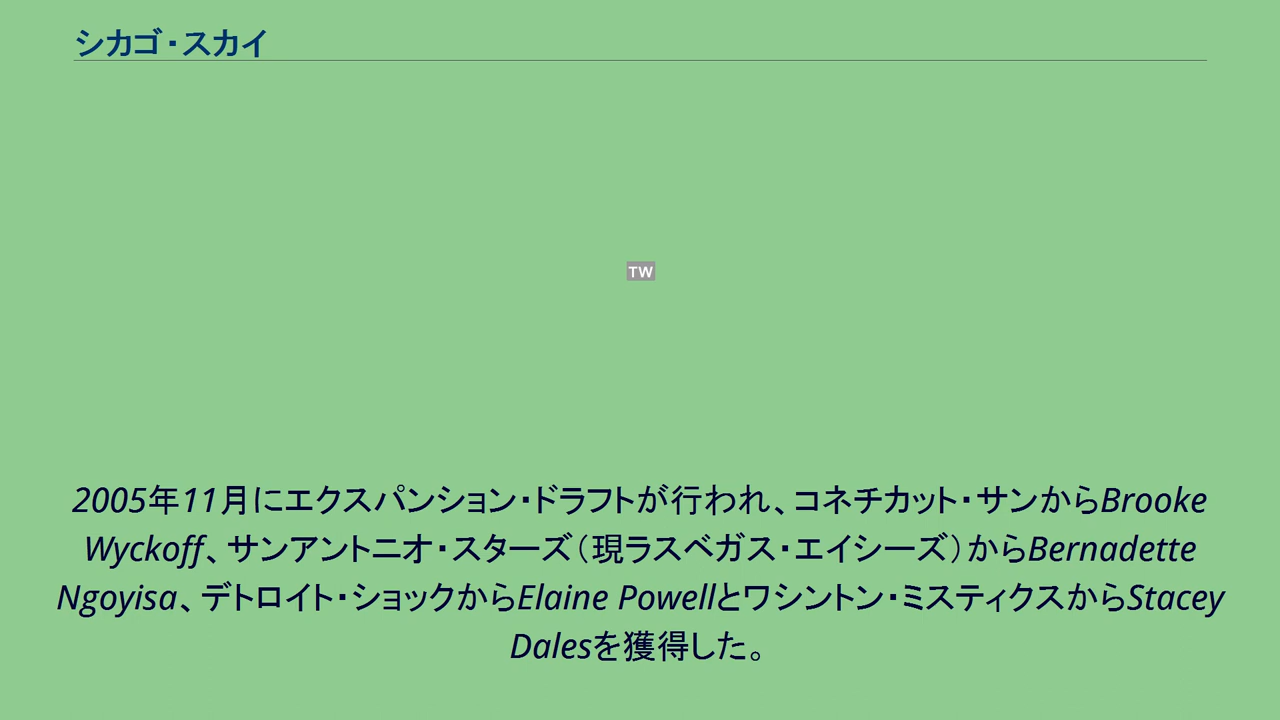 シカゴ・スカイ
TW
2005年11月にエクスパンション・ドラフトが行われ、コネチカット・サンからBrooke
Wyckoff、サンアントニオ・スターズ（現ラスベガス・エイシーズ）からBernadette
Ngoyisa、デトロイト・ショックからElaine Powellとワシントン・ミスティクスからStacey
Dalesを獲得した。